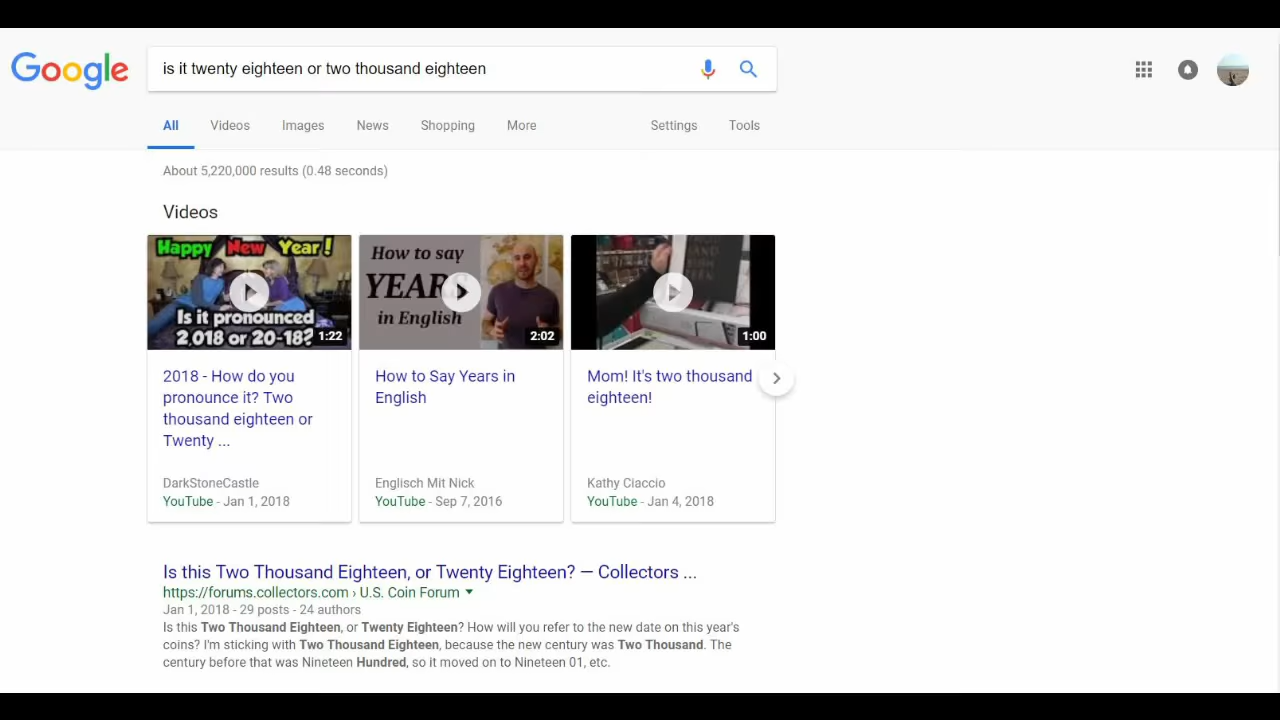 Google
is it twenty eighteen or two thousand eighteen
All Videos Images News Shopping More Settings Tools
About 5,220,000 results (0.48 seconds)
Videos
Happy New Year!
Is it pronounced
2,018 or 20-18?
1:22
How to say
YEARS
in English
2:02
1:00
2018 - How do you
pronounce it? Two
thousand eighteen or
Twenty ...
DarkStoneCastle
YouTube - Jan 1, 2018
How to Say Years in
English
Englisch Mit Nick
YouTube - Sep 7, 2016
Mom! It's two thousand
eighteen!
Kathy Ciaccio
YouTube - Jan 4, 2018
Is this Two Thousand Eighteen, or Twenty Eighteen? — Collectors ...
https://forums.collectors.com › U.S. Coin Forum
Jan 1, 2018 - 29 posts - 24 authors
Is this Two Thousand Eighteen, or Twenty Eighteen? How will you refer to the new date on this year's
coins? I'm sticking with Two Thousand Eighteen, because the new century was Two Thousand. The
century before that was Nineteen Hundred, so it moved on to Nineteen 01, etc.